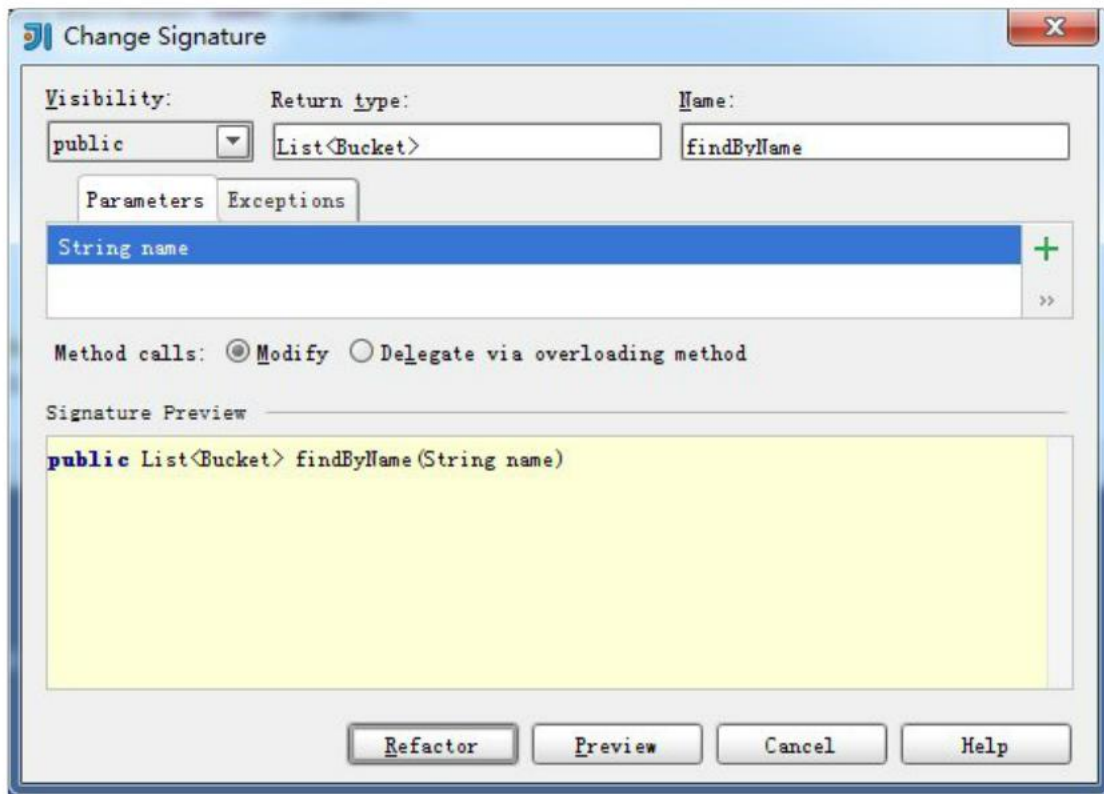 Change Signature
Visibility: Return type: Name:
public List<Bucket> findByName
Parameters Exceptions
String name
Method calls: Modify Delegate via overloading method
Signature Preview
public List<Bucket> findByName(String name)
Refactor Preview Cancel Help